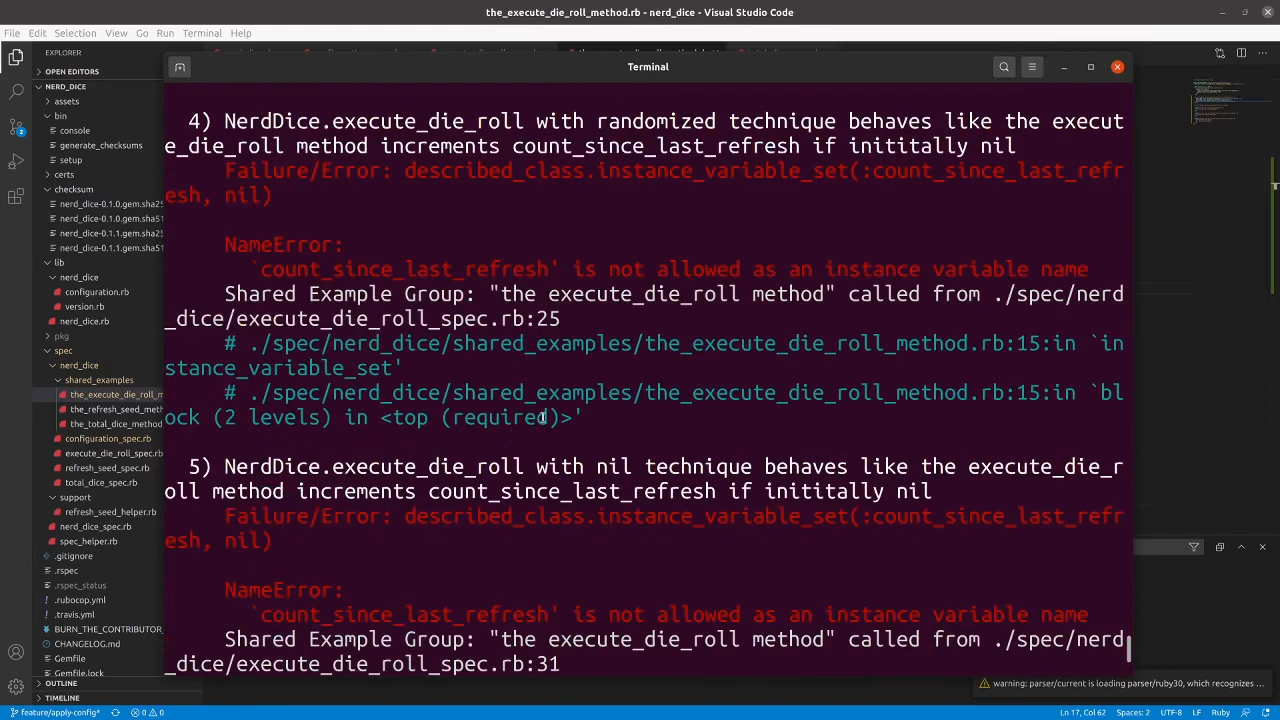 the_execute_die_roll_method.rb - nerd_dice - Visual Studio Code
File Edit Selection View Go Run Terminal Help
EXPLORER
OPEN EDITORS
NERD_DICE
assets
bin
console
generate_checksums
setup
certs
checksum
nerd_dice-0.1.0.gem.sha25
nerd_dice-0.1.0.gem.sha51
nerd_dice-0.1.1.gem.sha25
nerd_dice-0.1.1.gem.sha51
lib
nerd_dice
configuration.rb
version.rb
nerd_dice.rb
pkg
spec
nerd_dice
shared_examples
the_execute_die_roll_m
the_refresh_seed_meth
the_total_dice_method
configuration_spec.rb
execute_die_roll_spec.rb
refresh_seed_spec.rb
total_dice_spec.rb
support
refresh_seed_helper.rb
nerd_dice_spec.rb
spec_helper.rb
.gitignore
.rspec
.rspec_status
.rubocop.yml
.travis.yml
BURN_THE_CONTRIBUTOR_
CHANGELOG.md
Gemfile
Gemfile.lock
OUTLINE
TIMELINE
2
Terminal
4) NerdDice.execute_die_roll with randomized technique behaves like the execut
e_die_roll method increments count_since_last_refresh if inititally nil
Failure/Error: described_class.instance_variable_set(:count_since_last_refr
esh, nil)
NameError:
`count_since_last_refresh' is not allowed as an instance variable name
Shared Example Group: "the execute_die_roll method" called from ./spec/nerd
_dice/execute_die_roll_spec.rb:25
# ./spec/nerd_dice/shared_examples/the_execute_die_roll_method.rb:15:in `in
stance_variable_set'
# ./spec/nerd_dice/shared_examples/the_execute_die_roll_method.rb:15:in `bl
ock (2 levels) in <top (required)>'
5) NerdDice.execute_die_roll with nil technique behaves like the execute_die_r
oll method increments count_since_last_refresh if inititally nil
Failure/Error: described_class.instance_variable_set(:count_since_last_refr
esh, nil)
NameError:
`count_since_last_refresh' is not allowed as an instance variable name
Shared Example Group: "the execute_die_roll method" called from ./spec/nerd
_dice/execute_die_roll_spec.rb:31
warning: parser/current is loading parser/ruby30, which recognizes ...
feature/apply-config* 0 0 Ln 17, Col 62 Spaces: 2 UTF-8 LF Ruby